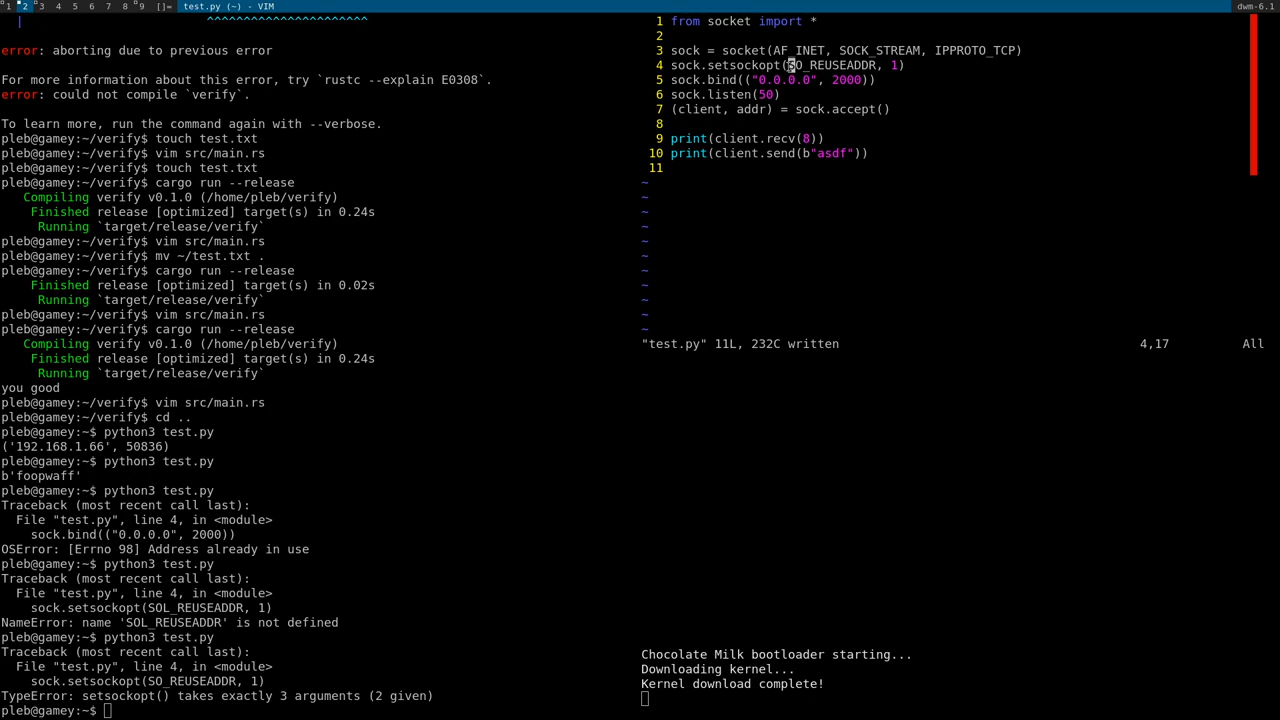 1 2 3 4 5 6 7 8 9 []= test.py (~) - VIM dwm-6.1
| ^^^^^^^^^^^^^^^^^^^^^^
error: aborting due to previous error
For more information about this error, try `rustc --explain E0308`.
error: could not compile `verify`.
To learn more, run the command again with --verbose.
pleb@gamey:~/verify$ touch test.txt
pleb@gamey:~/verify$ vim src/main.rs
pleb@gamey:~/verify$ touch test.txt
pleb@gamey:~/verify$ cargo run --release
Compiling verify v0.1.0 (/home/pleb/verify)
Finished release [optimized] target(s) in 0.24s
Running `target/release/verify`
pleb@gamey:~/verify$ vim src/main.rs
pleb@gamey:~/verify$ mv ~/test.txt .
pleb@gamey:~/verify$ cargo run --release
Finished release [optimized] target(s) in 0.02s
Running `target/release/verify`
pleb@gamey:~/verify$ vim src/main.rs
pleb@gamey:~/verify$ cargo run --release
Compiling verify v0.1.0 (/home/pleb/verify)
Finished release [optimized] target(s) in 0.24s
Running `target/release/verify`
you good
pleb@gamey:~/verify$ vim src/main.rs
pleb@gamey:~/verify$ cd ..
pleb@gamey:~$ python3 test.py
('192.168.1.66', 50836)
pleb@gamey:~$ python3 test.py
b'foopwaff'
pleb@gamey:~$ python3 test.py
Traceback (most recent call last):
File "test.py", line 4, in <module>
sock.bind(("0.0.0.0", 2000))
OSError: [Errno 98] Address already in use
pleb@gamey:~$ python3 test.py
Traceback (most recent call last):
File "test.py", line 4, in <module>
sock.setsockopt(SOL_REUSEADDR, 1)
NameError: name 'SOL_REUSEADDR' is not defined
pleb@gamey:~$ python3 test.py
Traceback (most recent call last):
File "test.py", line 4, in <module>
sock.setsockopt(SO_REUSEADDR, 1)
TypeError: setsockopt() takes exactly 3 arguments (2 given)
pleb@gamey:~$
1 from socket import *
2
3 sock = socket(AF_INET, SOCK_STREAM, IPPROTO_TCP)
4 sock.setsockopt(SO_REUSEADDR, 1)
5 sock.bind(("0.0.0.0", 2000))
6 sock.listen(50)
7 (client, addr) = sock.accept()
8
9 print(client.recv(8))
10 print(client.send(b"asdf"))
11
~
~
~
~
~
~
~
~
~
~
~
"test.py" 11L, 232C written 4,17 All
Chocolate Milk bootloader starting...
Downloading kernel...
Kernel download complete!